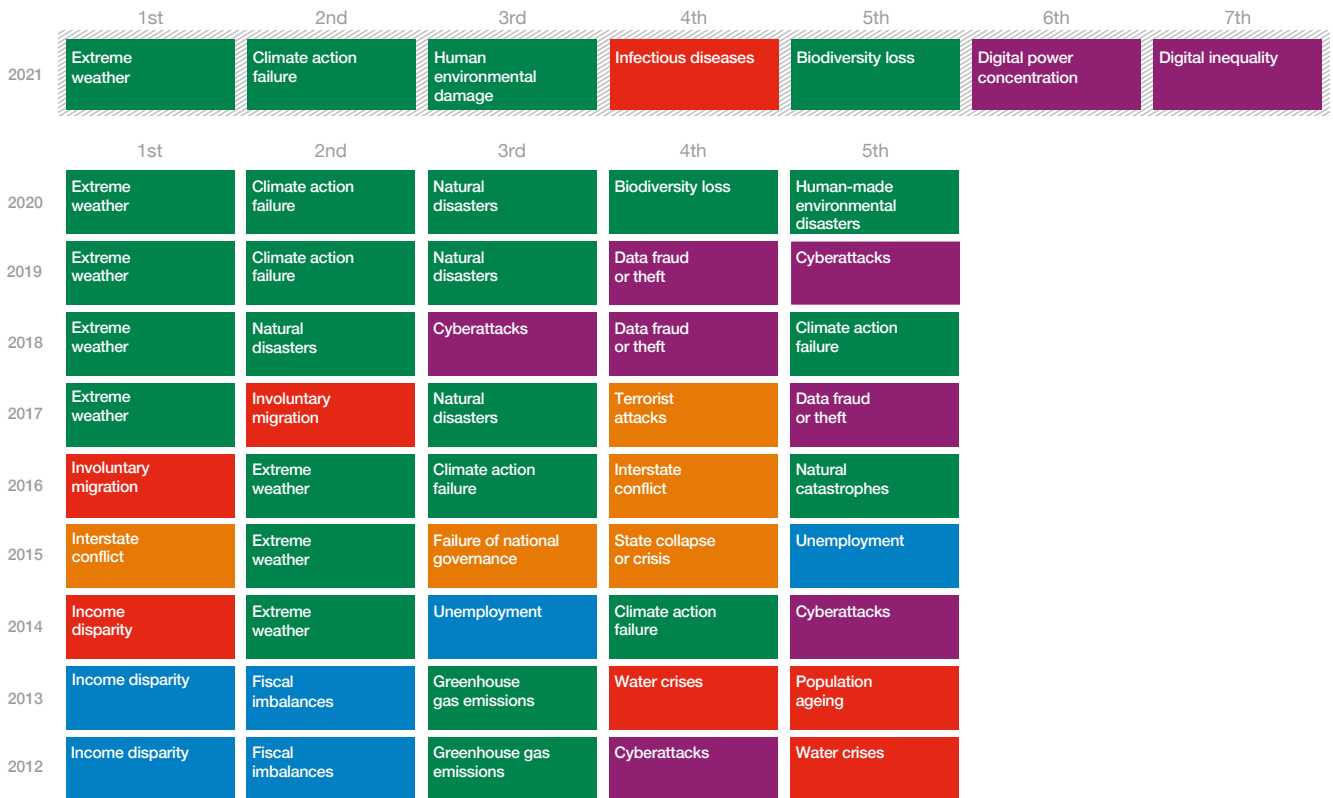 1st 2nd 3rd 4th 5th 6th 7th
2021
Extreme
weather
Climate action
failure
Human
environmental
damage
Infectious diseases
Biodiversity loss
Digital power
concentration
Digital inequality
1st 2nd 3rd 4th 5th
2020
Extreme
weather
Climate action
failure
Natural
disasters
Biodiversity loss
Human-made
environmental
disasters
2019
Extreme
weather
Climate action
failure
Natural
disasters
Data fraud
or theft
Cyberattacks
2018
Extreme
weather
Natural
disasters
Cyberattacks
Data fraud
or theft
Climate action
failure
2017
Extreme
weather
Involuntary
migration
Natural
disasters
Terrorist
attacks
Data fraud
or theft
2016
Involuntary
migration
Extreme
weather
Climate action
failure
Interstate
conflict
Natural
catastrophes
2015
Interstate
conflict
Extreme
weather
Failure of national
governance
State collapse
or crisis
Unemployment
2014
Income
disparity
Extreme
weather
Unemployment
Climate action
failure
Cyberattacks
2013
Income disparity
Fiscal
imbalances
Greenhouse
gas emissions
Water crises
Population
ageing
2012
Income disparity
Fiscal
imbalances
Greenhouse gas
emissions
Cyberattacks
Water crises